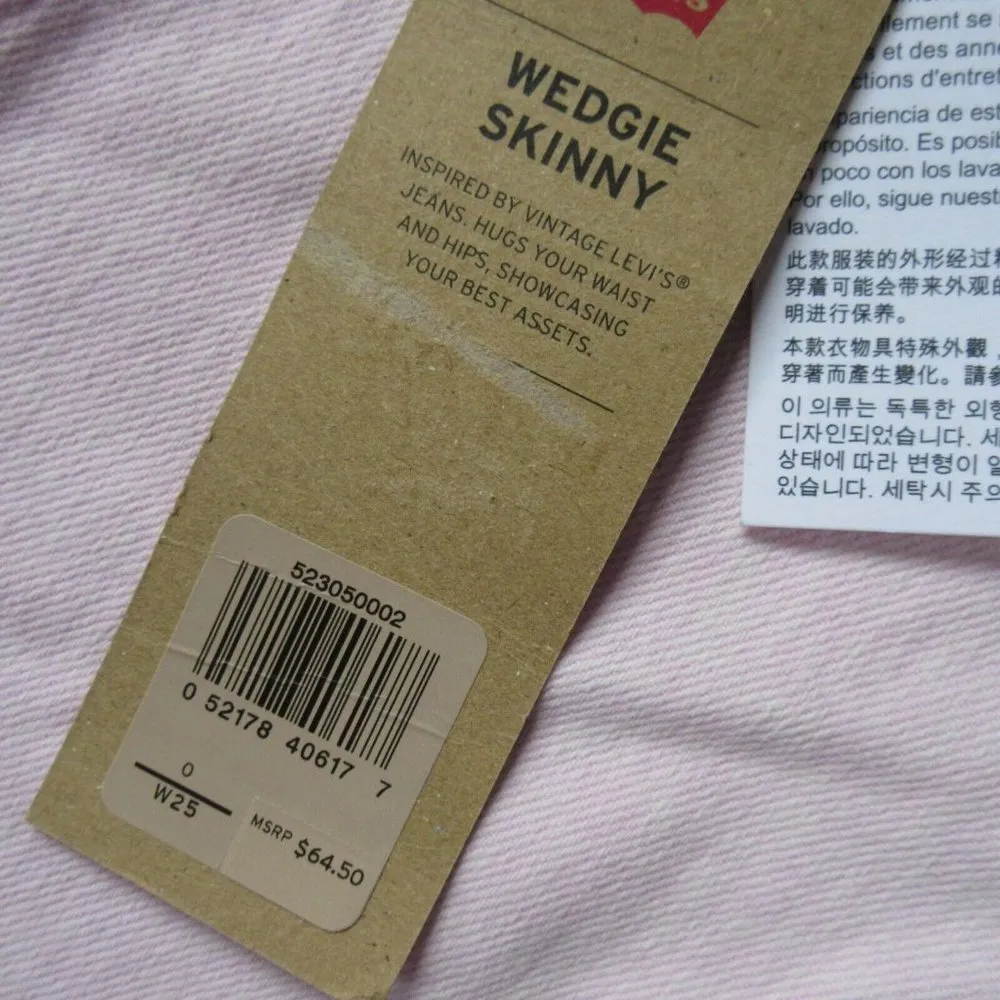 WEDGIE
SKINNY
INSPIRED BY VINTAGE LEVI'S®
JEANS. HUGS YOUR WAIST
AND HIPS, SHOWCASING
YOUR BEST ASSETS.
523050002
0 52178 40617 7
0
W25
MSRP $64.50
se
et des
d'entret
de est
Es posib
poco con los lava
Por ello, sigue nuest
lavado.
此款服装的外形经过精
穿着可能会带来外观的
明进行保养。
本款衣物具特殊外觀，
穿著而產生變化。請參
이 의류는 독특한 외형
디자인되었습니다. 세
상태에 따라 변형이 일
있습니다. 세탁시 주의